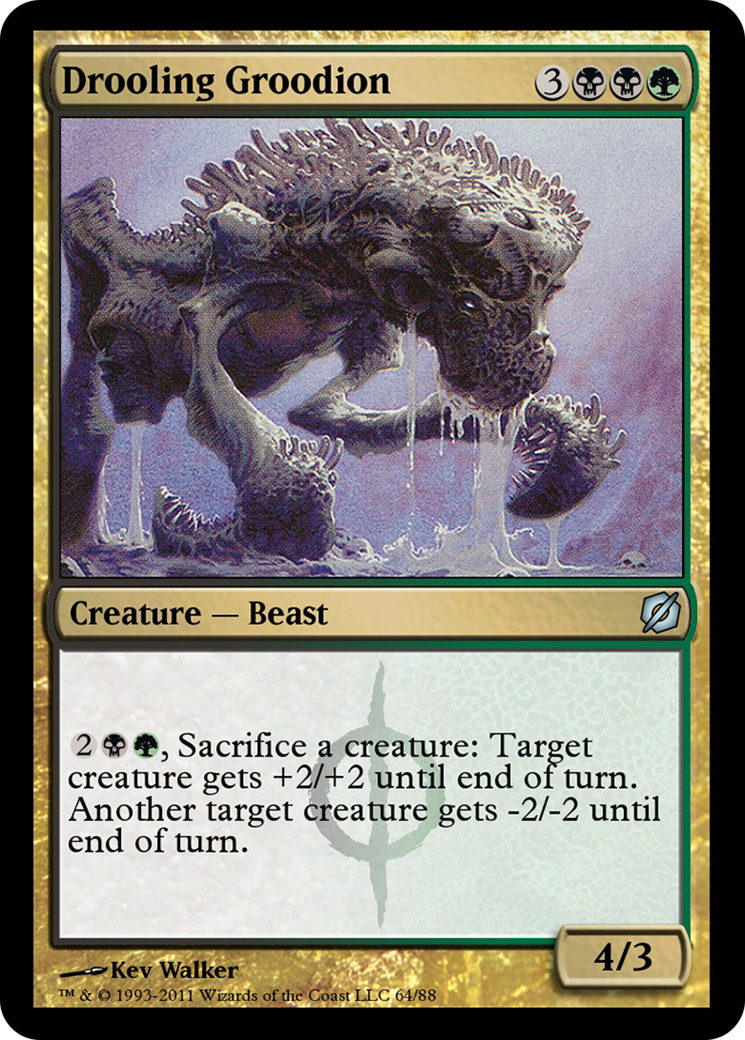 Drooling Groodion 3
Creature — Beast
2, Sacrifice a creature: Target
creature gets +2/+2 until end of turn.
Another target creature gets -2/-2 until
end of turn.
4/3
Kev Walker
™ & © 1993-2011 Wizards of the Coast LLC 64/88